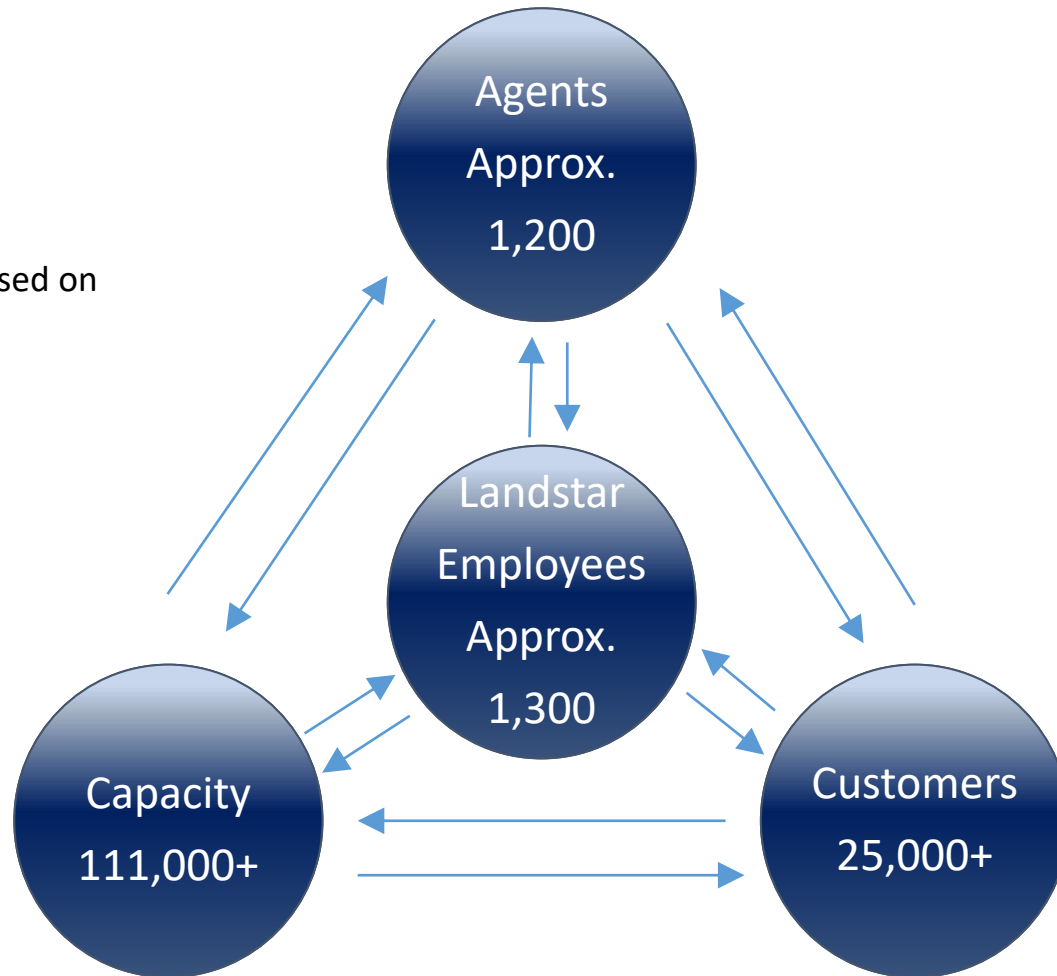 Agents
Approx.
1,200
sed on
Landstar
Employees
Approx.
1,300
Capacity
111,000+
Customers
25,000+